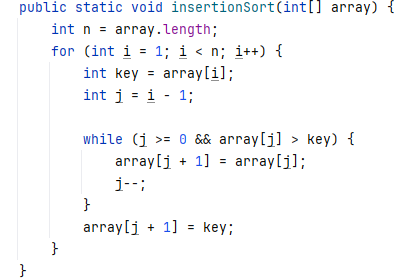 public static void insertionSort(int[] array) {
    int n = array.length;
    for (int i = 1; i < n; i++) {
        int key = array[i];
        int j = i - 1;

        while (j >= 0 && array[j] > key) {
            array[j + 1] = array[j];
            j--;
        }
        array[j + 1] = key;
    }
}